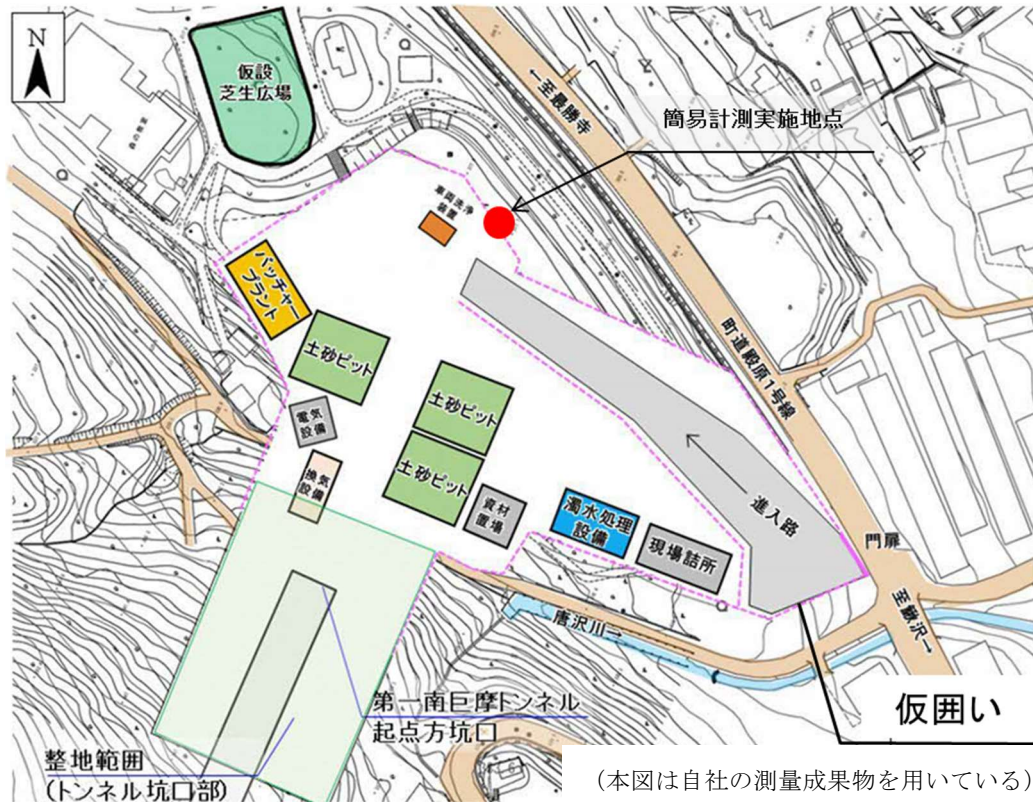 N
仮設
芝生広場
←至最勝寺
簡易計測実施地点
車両洗浄
装置
バッチャー
プラント
土砂ピット
土砂ピット
町道殿原1号線
電気
設備
換気
設備
土砂ピット
資材
置場
濁水処理
設備
現場詰所
進入路
門扉
至鰍沢→
唐沢川→
第一南巨摩トンネル
起点方坑口
仮囲い
整地範囲
(トンネル坑口部)
(本図は自社の測量成果物を用いている)